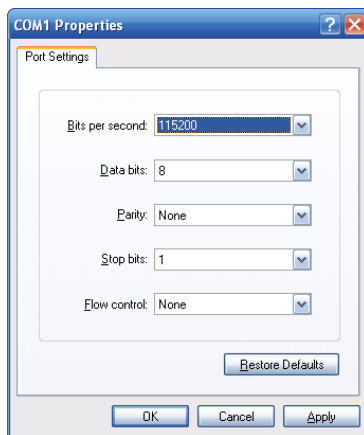 COM1 Properties
Port Settings
Bits per second: 115200
Data bits: 8
Parity: None
Stop bits: 1
Flow control: None
Restore Defaults
OK Cancel Apply